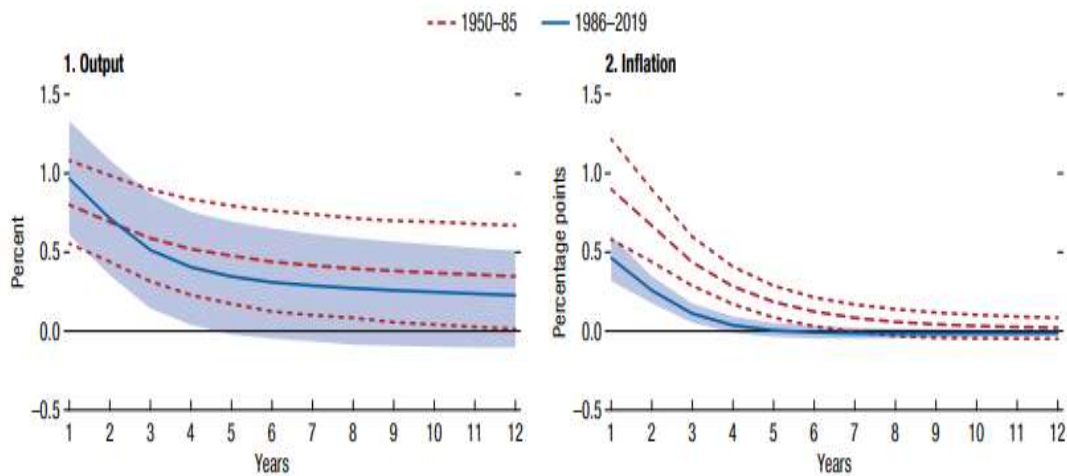 1950–85 1986–2019
1. Output
1.5
1.0
0.5
0.0
–0.5
Percent
1 2 3 4 5 6 7 8 9 10 11 12
Years
2. Inflation
1.5
1.0
0.5
0.0
–0.5
Percentage points
1 2 3 4 5 6 7 8 9 10 11 12
Years